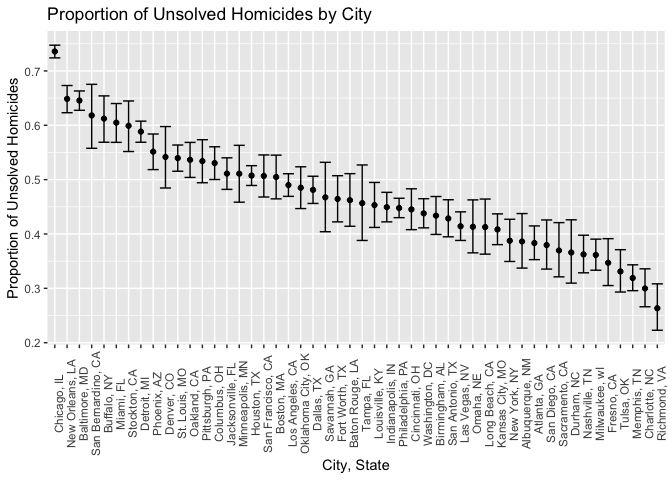 Proportion of Unsolved Homicides by City
Proportion of Unsolved Homicides
0.7
0.6
0.5
0.4
0.3
0.2
Chicago, IL
New Orleans, LA
Baltimore, MD
San Bernardino, CA
Buffalo, NY
Miami, FL
Stockton, CA
Detroit, MI
Phoenix, AZ
Denver, CO
St. Louis, MO
Oakland, CA
Pittsburgh, PA
Columbus, OH
Jacksonville, FL
Minneapolis, MN
Houston, TX
San Francisco, CA
Boston, MA
Los Angeles, CA
Oklahoma City, OK
Dallas, TX
Savannah, GA
Fort Worth, TX
Baton Rouge, LA
Tampa, FL
Louisville, KY
Indianapolis, IN
Philadelphia, PA
Cincinnati, OH
Washington, DC
Birmingham, AL
San Antonio, TX
Las Vegas, NV
Omaha, NE
Long Beach, CA
Kansas City, MO
New York, NY
Albuquerque, NM
Atlanta, GA
San Diego, CA
Sacramento, CA
Durham, NC
Nashville, TN
Milwaukee, wI
Fresno, CA
Tulsa, OK
Memphis, TN
Charlotte, NC
Richmond, VA
City, State